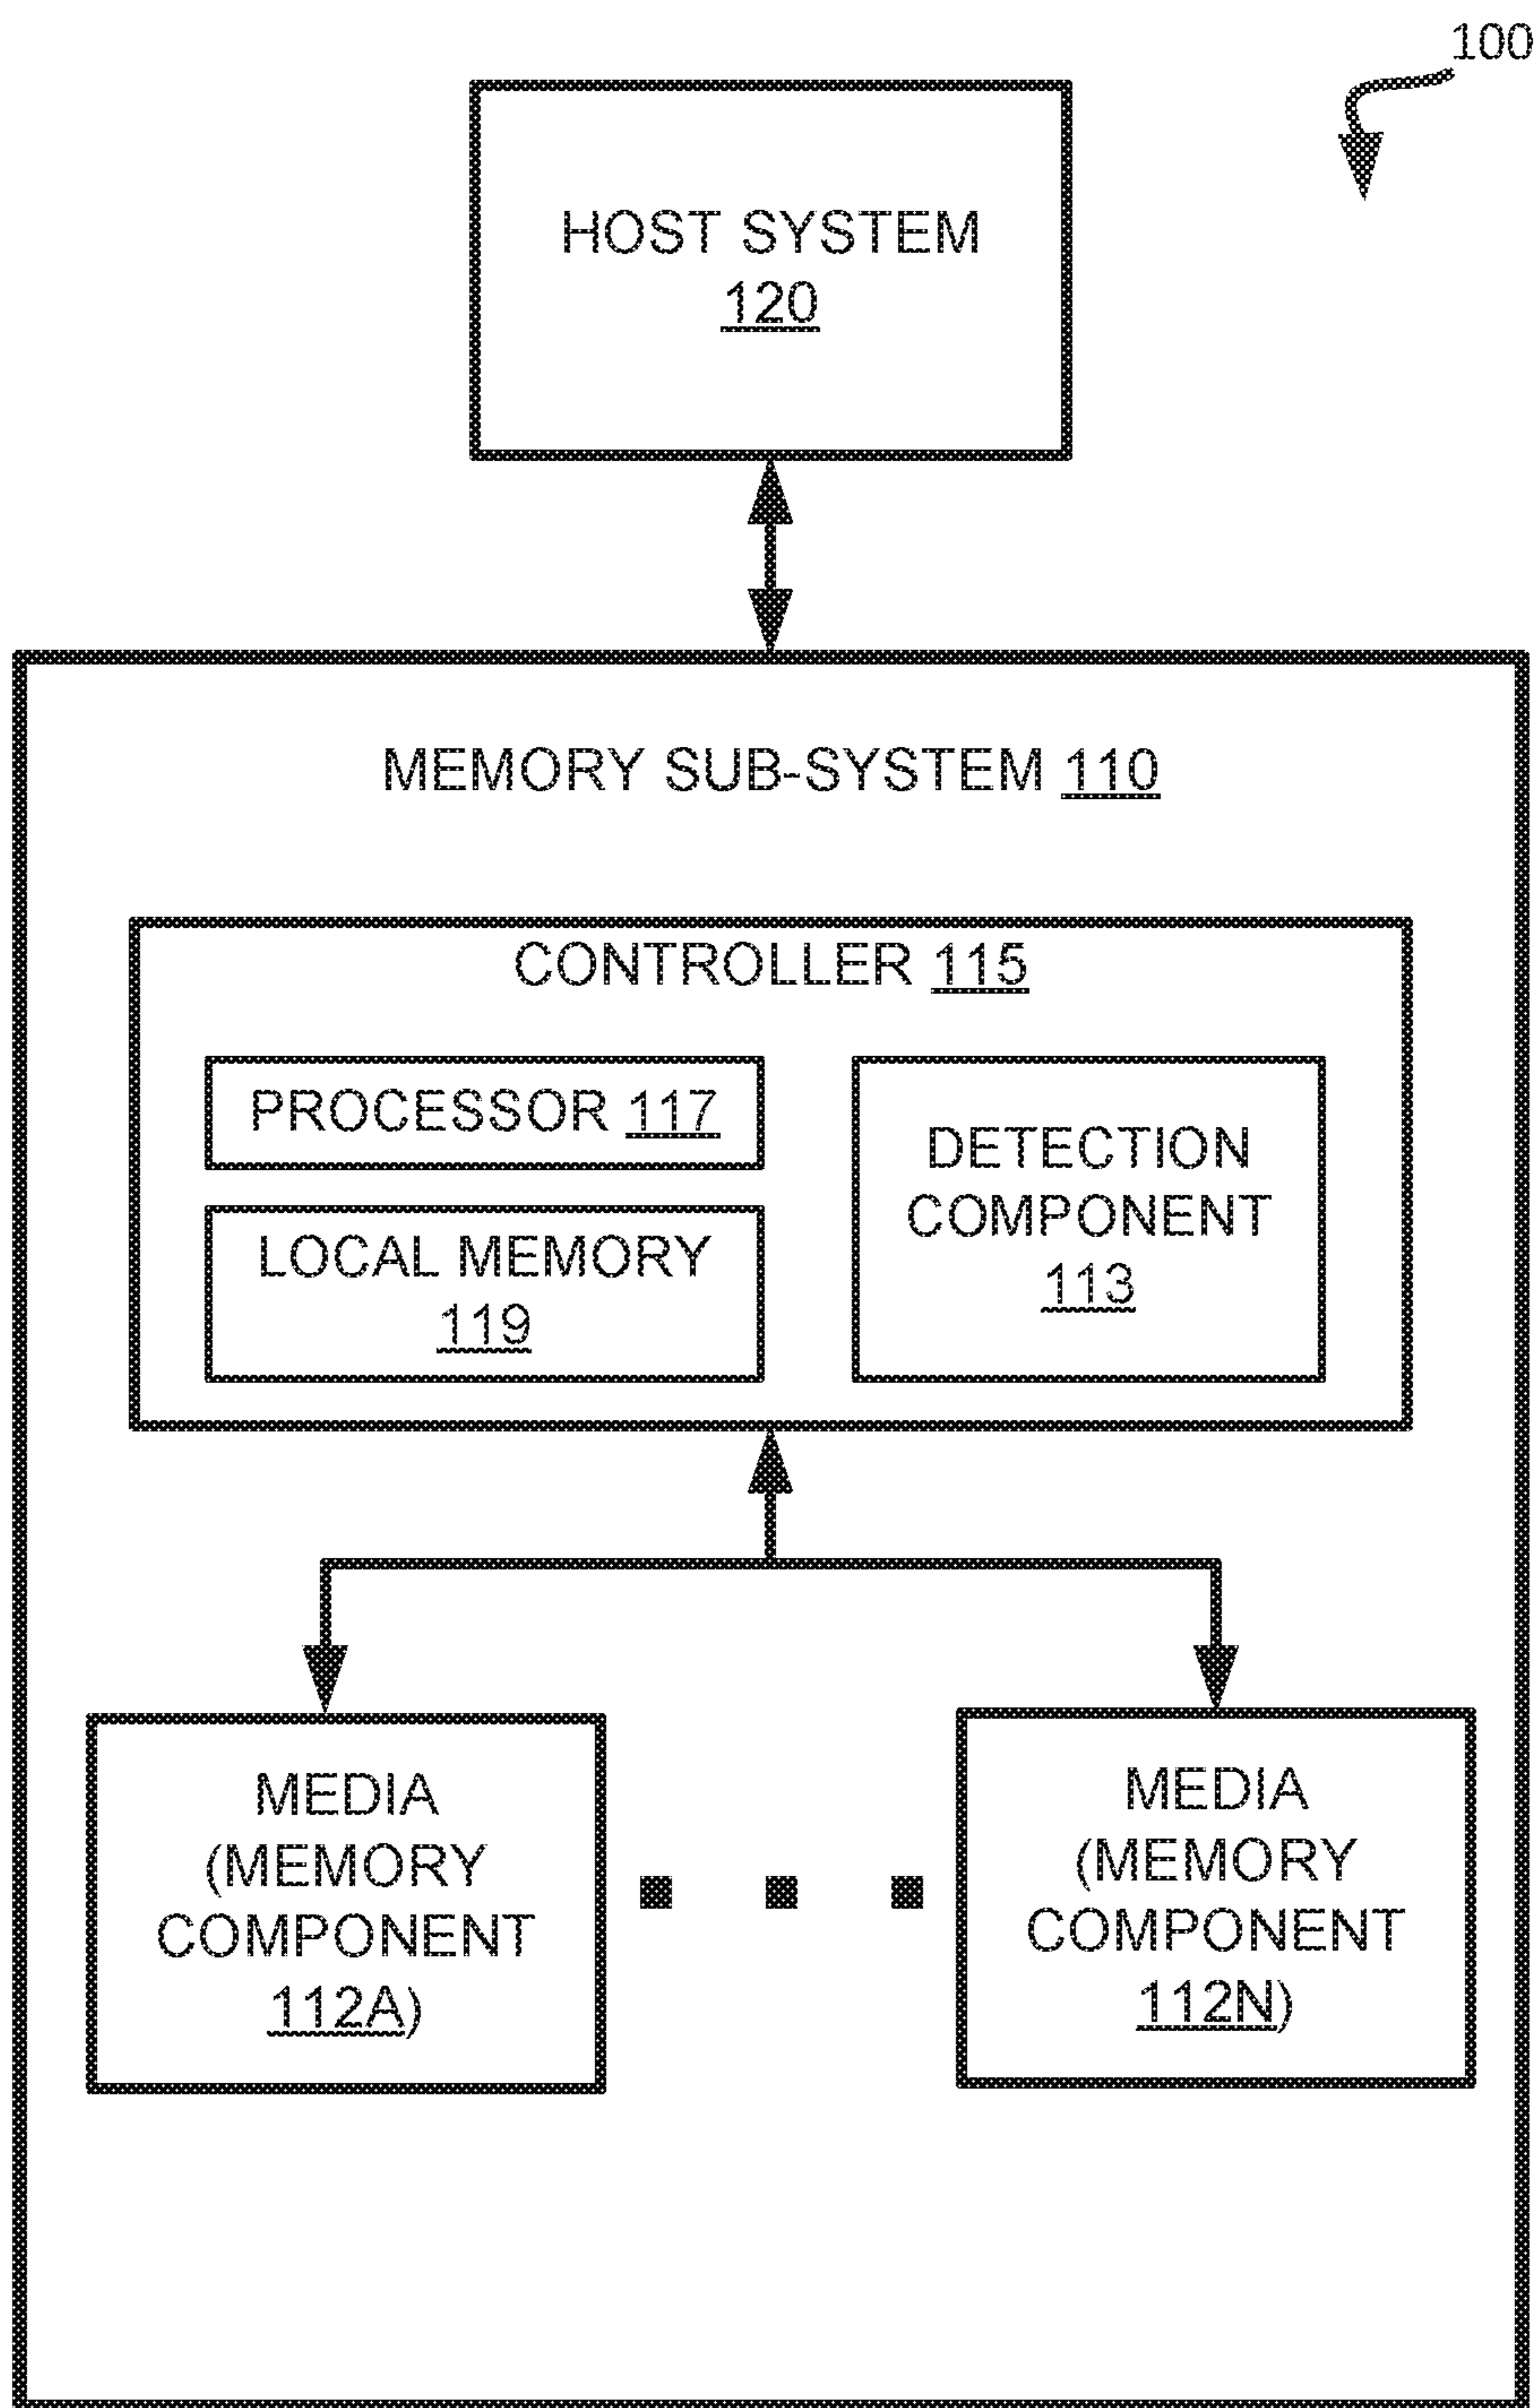 100
HOST SYSTEM
120
MEMORY SUB-SYSTEM 110
CONTROLLER 115
PROCESSOR 117
LOCAL MEMORY
119
DETECTION
COMPONENT
113
MEDIA
(MEMORY
COMPONENT
112A)
MEDIA
(MEMORY
COMPONENT
112N)